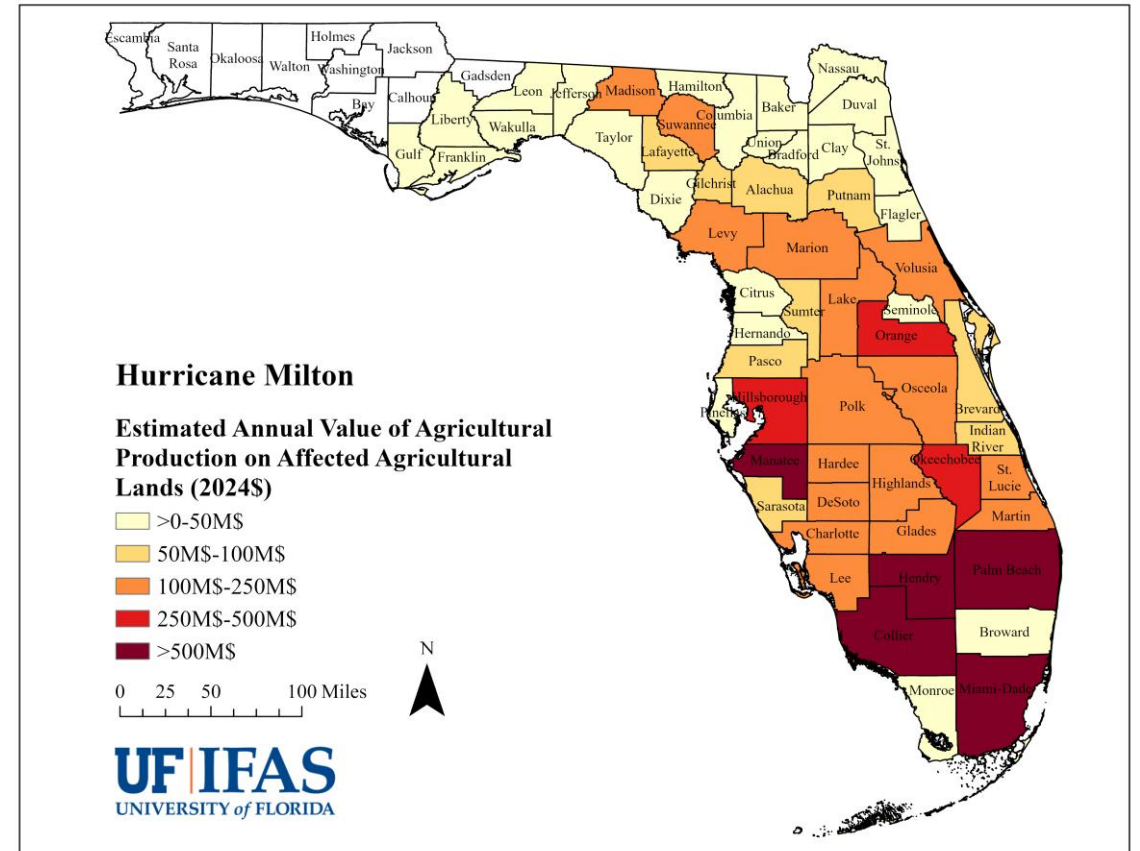 Escambia
Santa
Rosa
Okaloosa
Walton
Holmes
Washington
Jackson
Bay
Calhoun
Gulf
Gadsden
Liberty
Franklin
Leon
Wakulla
Jefferson
Madison
Taylor
Hamilton
Suwannee
Lafayette
Dixie
Columbia
Gilchrist
Baker
Union
Bradford
Alachua
Nassau
Duval
Clay
St.
Johns
Putnam
Flagler
Levy
Marion
Volusia
Citrus
Sumter
Lake
Seminole
Hernando
Orange
Pasco
Pinellas
Hillsborough
Polk
Osceola
Brevard
Indian
River
Manatee
Hardee
Highlands
Okeechobee
St.
Lucie
Sarasota
DeSoto
Martin
Charlotte
Glades
Lee
Hendry
Palm Beach
Collier
Broward
Monroe
Miami-Dade
Hurricane Milton
Estimated Annual Value of Agricultural
Production on Affected Agricultural
Lands (2024$)
>0-50M$
50M$-100M$
100M$-250M$
250M$-500M$
>500M$
N
0 25 50 100 Miles
UF|IFAS
UNIVERSITY of FLORIDA